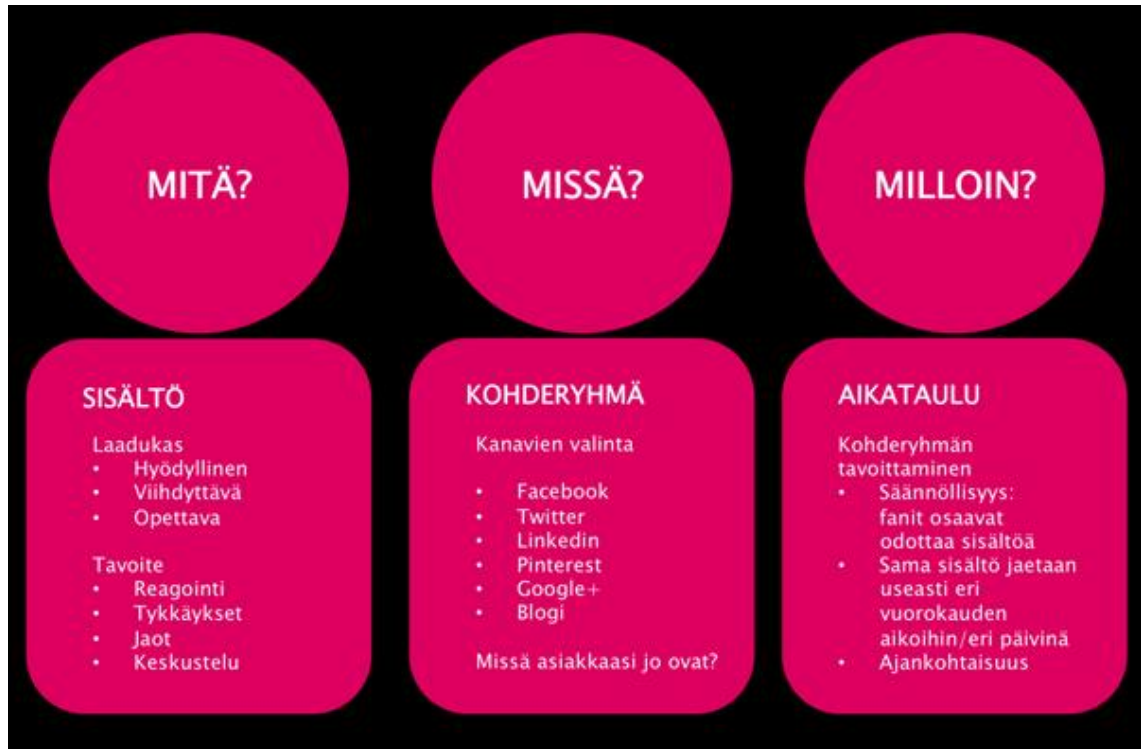 MITÄ?
SISÄLTÖ
Laadukas
• Hyödyllinen
• Viihdyttävä
• Opettava
Tavoite
• Reagointi
• Tykkäykset
• Jaot
• Keskustelu
MISSÄ?
KOHDERYHMÄ
Kanavien valinta
• Facebook
• Twitter
• Linkedin
• Pinterest
• Google+
• Blogi
Missä asiakkaasi jo ovat?
MILLOIN?
AIKATAULU
Kohderyhmän
tavoittaminen
• Säännöllisyys:
fanit osaavat
odottaa sisältöä
• Sama sisältö jaetaan
useasti eri
vuorokauden
aikoihin/eri päivinä
• Ajankohtaisuus